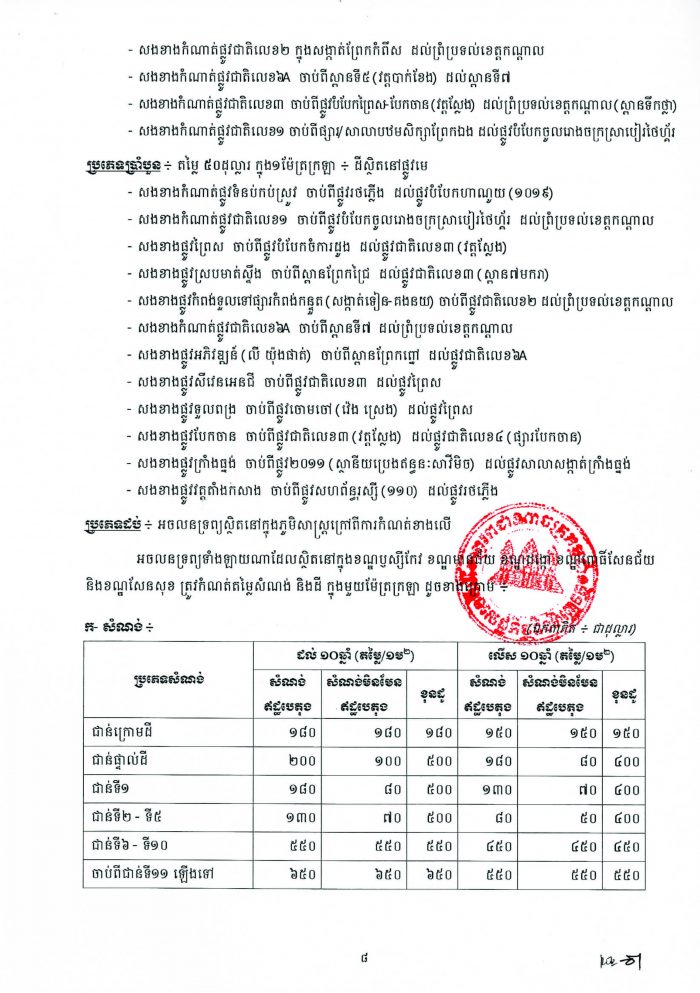 - សងខាងកំណាត់ផ្លូវជាតិលេខ២ ក្នុងសង្កាត់ព្រែកកំពឹស ដល់ព្រំប្រទល់ខេត្តកណ្តាល
- សងខាងកំណាត់ផ្លូវជាតិលេខ៦A ចាប់ពីស្ពានទី៥ (វត្តបាក់ខែង) ដល់ស្ពានទី៧
- សងខាងកំណាត់ផ្លូវជាតិលេខ៣ ចាប់ពីផ្លូវបំបែកព្រៃស-បែកចាន (វត្តស្លែង) ដល់ព្រំប្រទល់ខេត្តកណ្តាល (ស្ពានទឹកថ្លា)
- សងខាងកំណាត់ផ្លូវជាតិលេខ១ ចាប់ពីផ្សារ/សាលាបឋមសិក្សាព្រែកឯង ដល់ផ្លូវបំបែកចូលរោងចក្រស្រាបៀរថៃហ្គ័រ
ប្រភេទប្រាំបួន ÷ តម្លៃ ៥០ដុល្លារ ក្នុង១ម៉ែត្រក្រឡា ÷ ដីស្ថិតនៅផ្លូវមេ
- សងខាងកំណាត់ផ្លូវទំនប់កប់ស្រូវ ចាប់ពីផ្លូវរថភ្លើង ដល់ផ្លូវបំបែកហាណូយ (១០១៩)
- សងខាងកំណាត់ផ្លូវជាតិលេខ១ ចាប់ពីផ្លូវបំបែកចូលរោងចក្រស្រាបៀរថៃហ្គ័រ ដល់ព្រំប្រទល់ខេត្តកណ្តាល
- សងខាងផ្លូវព្រៃស ចាប់ពីផ្លូវបំបែកចំការដូង ដល់ផ្លូវជាតិលេខ៣ (វត្តស្លែង)
- សងខាងផ្លូវស្របមាត់ស្ទឹង ចាប់ពីស្ពានព្រែកជ្រៃ ដល់ផ្លូវជាតិលេខ៣ (ស្ពាន៧មករា)
- សងខាងផ្លូវកំពង់ទួលទៅផ្សារកំពង់កន្ទួត (សង្កាត់ទៀន-គងនយ) ចាប់ពីផ្លូវជាតិលេខ២ ដល់ព្រំប្រទល់ខេត្តកណ្តាល
- សងខាងកំណាត់ផ្លូវជាតិលេខ៦A ចាប់ពីស្ពានទី៧ ដល់ព្រំប្រទល់ខេត្តកណ្តាល
- សងខាងផ្លូវអភិវឌ្ឍន៍ (លី យ៉ុងផាត់) ចាប់ពីស្ពានព្រែកព្នៅ ដល់ផ្លូវជាតិលេខ៦A
- សងខាងផ្លូវសីវេនអេនជី ចាប់ពីផ្លូវជាតិលេខ៣ ដល់ផ្លូវព្រៃស
- សងខាងផ្លូវទួលពង្រ ចាប់ពីផ្លូវចោមចៅ (វ៉េង ស្រេង) ដល់ផ្លូវព្រៃស
- សងខាងផ្លូវបែកចាន ចាប់ពីផ្លូវជាតិលេខ៣ (វត្តស្លែង) ដល់ផ្លូវជាតិលេខ៤ (ផ្សារបែកចាន)
- សងខាងផ្លូវក្រាំងធ្នង់ ចាប់ពីផ្លូវ២០១១ (ស្ថានីយប្រេងឥន្ធនៈសាវីមិច) ដល់ផ្លូវសាលាសង្កាត់ក្រាំងធ្នង់
- សងខាងផ្លូវវត្តតាំងកសាង ចាប់ពីផ្លូវសហព័ន្ធរុស្ស៊ី (១១០) ដល់ផ្លូវរថភ្លើង
ប្រភេទដប់ ÷ អចលនទ្រព្យស្ថិតនៅក្នុងភូមិសាស្ត្រក្រៅពីការកំណត់ខាងលើ
អចលនទ្រព្យទាំងឡាយណាដែលស្ថិតនៅក្នុងខណ្ឌឫស្សីកែវ ខណ្ឌមានជ័យ ខណ្ឌដង្កោ ខណ្ឌពោធិ៍សែនជ័យ
និងខណ្ឌសែនសុខ ត្រូវកំណត់តម្លៃសំណង់ និងដី ក្នុងមួយម៉ែត្រក្រឡា ដូចខាងក្រោម ÷
ក- សំណង់ ÷ (ឯកតាគិត ÷ ជាដុល្លារ)
ប្រភេទសំណង់ ដល់ ១០ឆ្នាំ (តម្លៃ/១ម២) លើស ១០ឆ្នាំ (តម្លៃ/១ម២)
សំណង់ សំណង់មិនមែន ខុនដូ សំណង់ សំណង់មិនមែន ខុនដូ
ឥដ្ឋបេតុង ឥដ្ឋបេតុង ឥដ្ឋបេតុង ឥដ្ឋបេតុង
ជាន់ក្រោមដី ១៨០ ១៨០ ១៨០ ១៥០ ១៥០ ១៥០
ជាន់ផ្ទាល់ដី ២០០ ១០០ ៥០០ ១៨០ ៨០ ៤០០
ជាន់ទី១ ១៨០ ៨០ ៥០០ ១៣០ ៧០ ៤០០
ជាន់ទី២ - ទី៥ ១៣០ ៧០ ៥០០ ៨០ ៥០ ៤០០
ជាន់ទី៦ - ទី១០ ៥៥០ ៥៥០ ៥៥០ ៤៥០ ៤៥០ ៤៥០
ចាប់ពីជាន់ទី១១ ឡើងទៅ ៦៥០ ៦៥០ ៦៥០ ៥៥០ ៥៥០ ៥៥០
៨